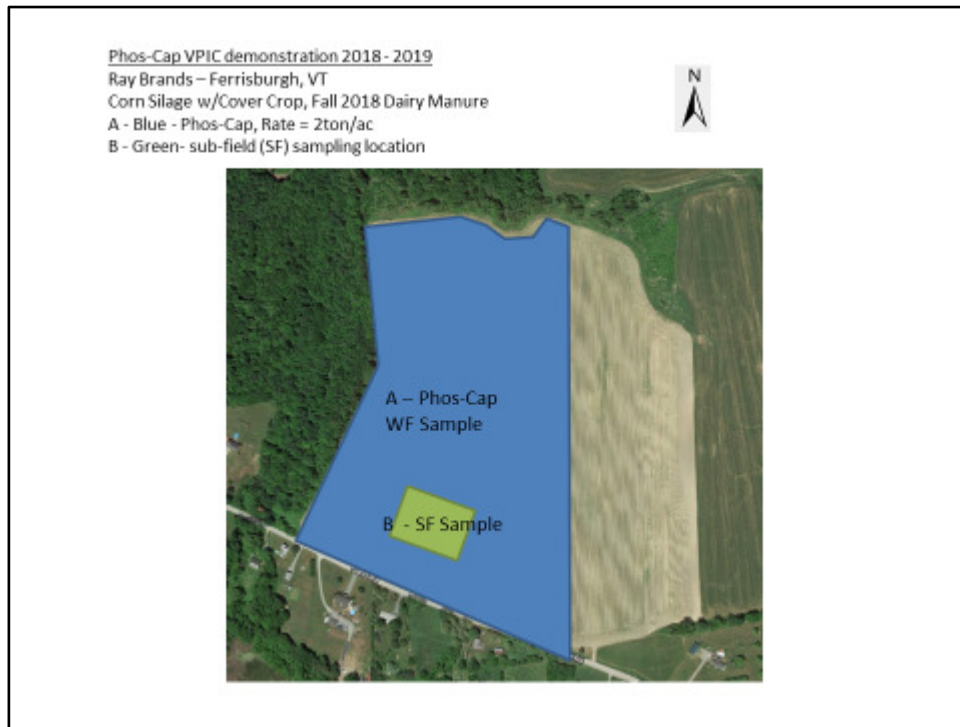 Phos-Cap VPIC demonstration 2018 - 2019
Ray Brands – Ferrisburgh, VT
Corn Silage w/Cover Crop, Fall 2018 Dairy Manure
A - Blue - Phos-Cap, Rate = 2ton/ac
B - Green- sub-field (SF) sampling location
N
A – Phos-Cap
WF Sample
B - SF Sample